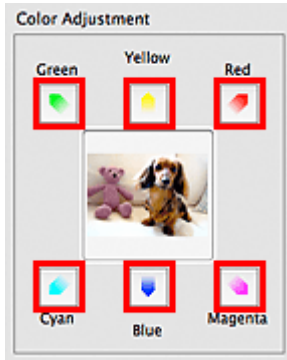 Color Adjustment
Green
Yellow
Red
Cyan
Blue
Magenta